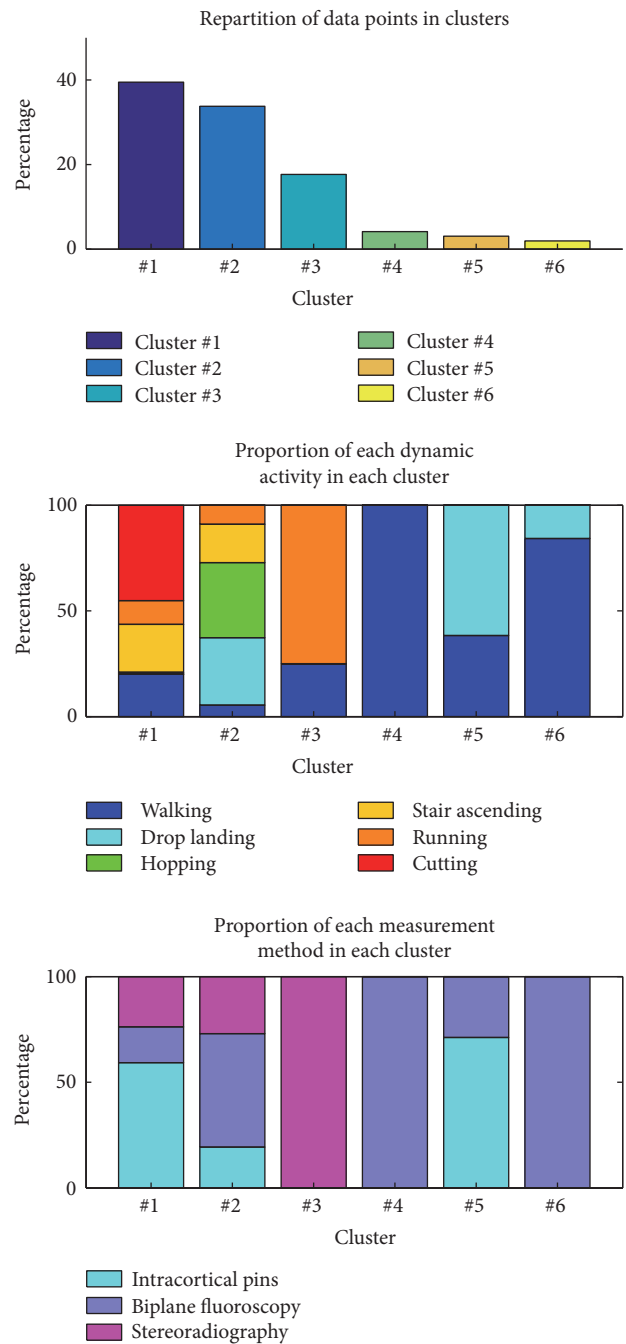 Repartition of data points in clusters
Percentage
40
20
0
#1 #2 #3 #4 #5 #6
Cluster
Cluster #1 Cluster #4
Cluster #2 Cluster #5
Cluster #3 Cluster #6
Proportion of each dynamic
activity in each cluster
Percentage
100
50
0
#1 #2 #3 #4 #5 #6
Cluster
Walking Stair ascending
Drop landing Running
Hopping Cutting
Proportion of each measurement
method in each cluster
Percentage
100
50
0
#1 #2 #3 #4 #5 #6
Cluster
Intracortical pins
Biplane fluoroscopy
Stereoradiography